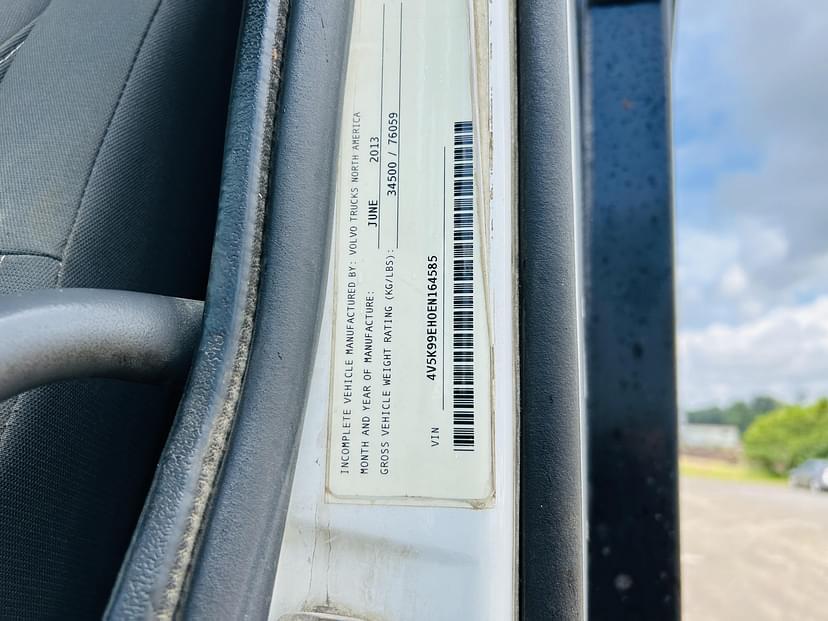 INCOMPLETE VEHICLE MANUFACTURED BY: VOLVO TRUCKS NORTH AMERICA
MONTH AND YEAR OF MANUFACTURE: JUNE 2013
GROSS VEHICLE WEIGHT RATING (KG/LBS): 34500 / 76059
VIN 4V5K99EH0EN164585